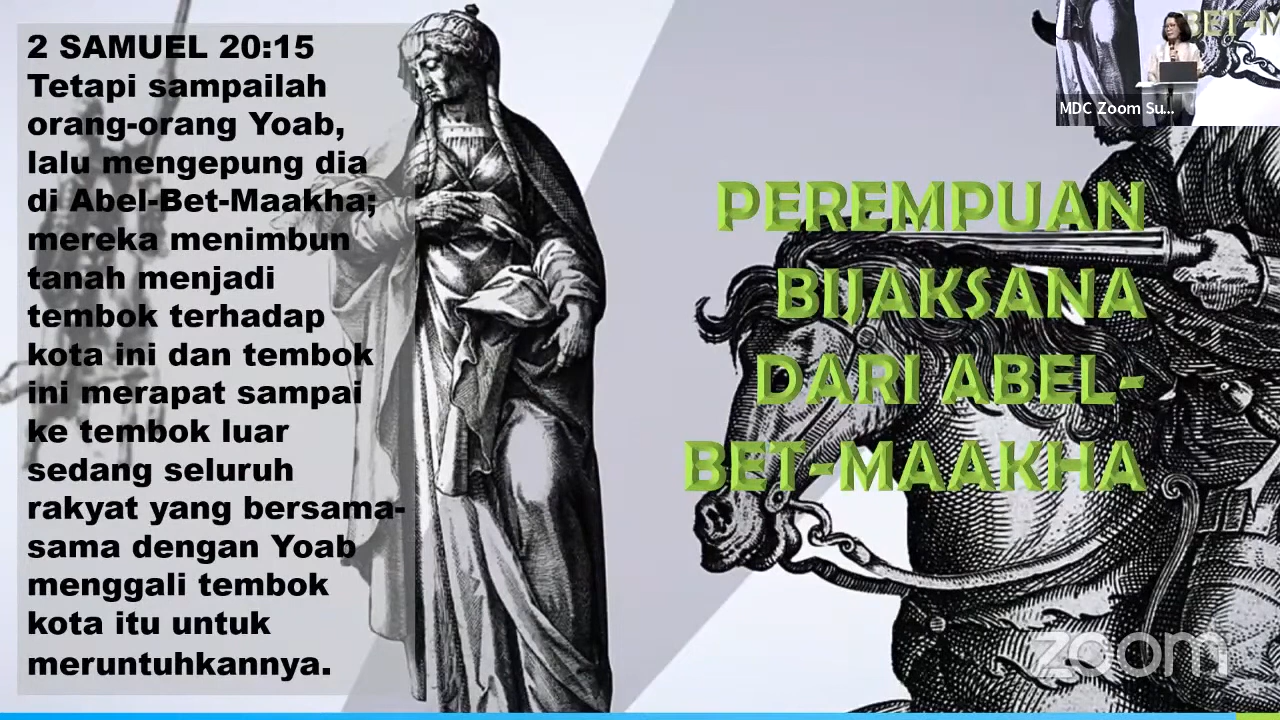 2 SAMUEL 20:15
Tetapi sampailah
orang-orang Yoab,
lalu mengepung dia
di Abel-Bet-Maakha;
mereka menimbun
tanah menjadi
tembok terhadap
kota ini dan tembok
ini merapat sampai
ke tembok luar
sedang seluruh
rakyat yang bersama-
sama dengan Yoab
menggali tembok
kota itu untuk
meruntuhkannya.
PEREMPUAN
BIJAKSANA
DARI ABEL-
BET-MAAKHA
BET-M
MDC Zoom Su...
zoom